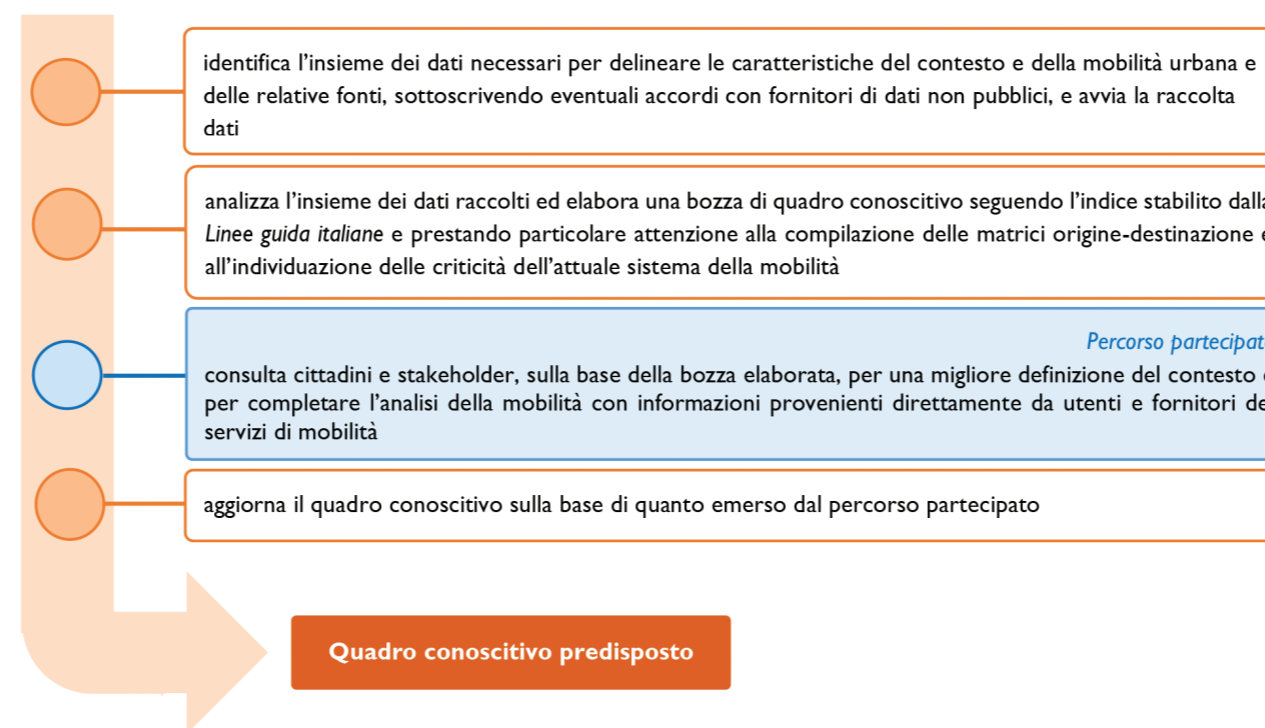 identifica l’insieme dei dati necessari per delineare le caratteristiche del contesto e della mobilità urbana e
delle relative fonti, sottoscrivendo eventuali accordi con fornitori di dati non pubblici, e avvia la raccolta
dati
analizza l’insieme dei dati raccolti ed elabora una bozza di quadro conoscitivo seguendo l’indice stabilito dalla
Linee guida italiane e prestando particolare attenzione alla compilazione delle matrici origine-destinazione e
all’individuazione delle criticità dell’attuale sistema della mobilità
Percorso partecipat
consulta cittadini e stakeholder, sulla base della bozza elaborata, per una migliore definizione del contesto e
per completare l’analisi della mobilità con informazioni provenienti direttamente da utenti e fornitori de
servizi di mobilità
aggiorna il quadro conoscitivo sulla base di quanto emerso dal percorso partecipato
Quadro conoscitivo predisposto